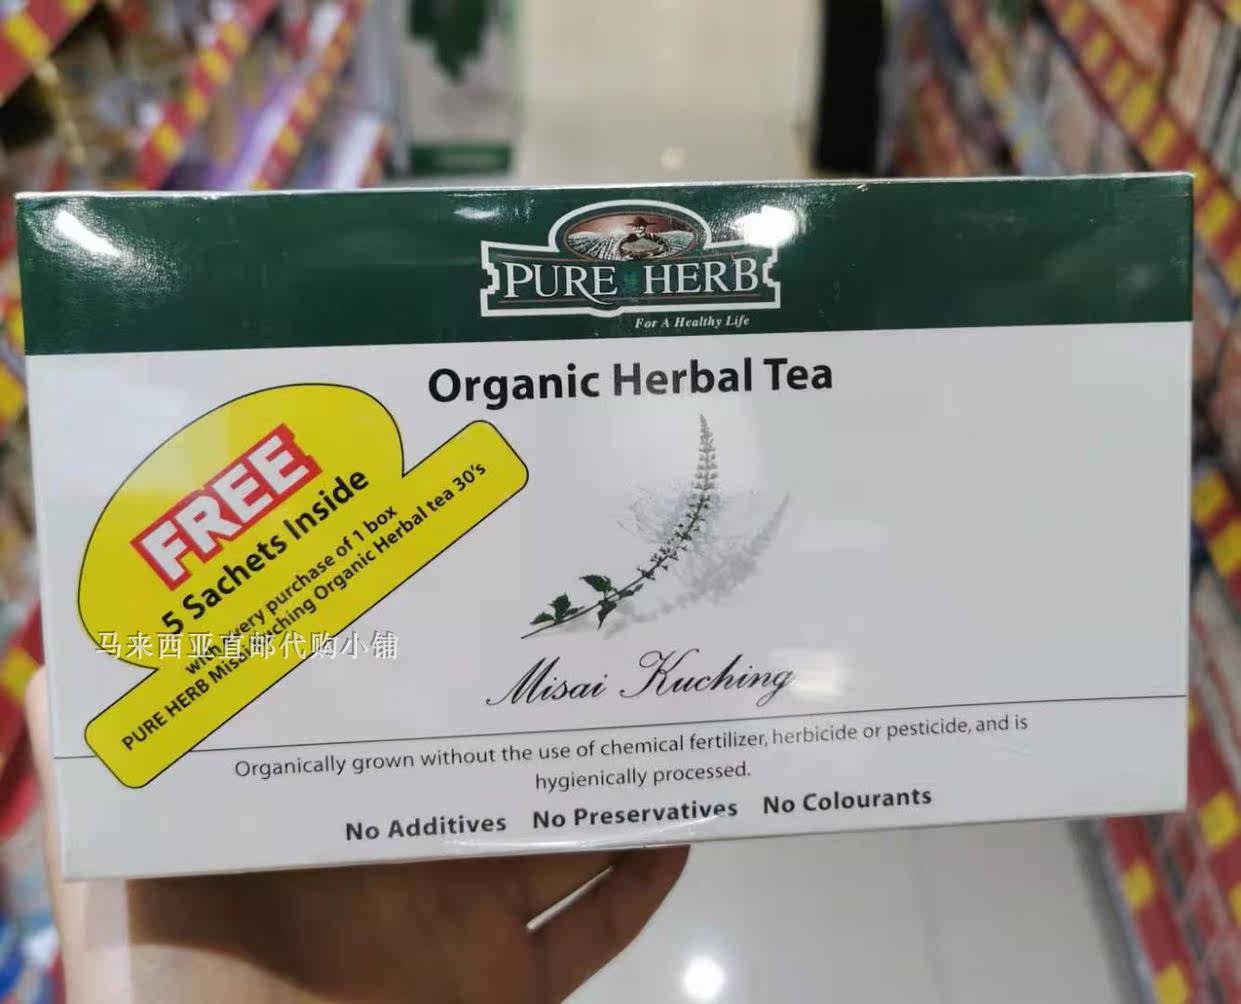 PURE HERB
For A Healthy Life
Organic Herbal Tea
FREE
5 Sachets Inside
with every purchase of 1 box
PURE HERB Misai Kuching Organic Herbal tea 30's
马来西亚直邮代购小铺
Misai Kuching
Organically grown without the use of chemical fertilizer, herbicide or pesticide, and is
hygienically processed.
No Additives No Preservatives No Colourants